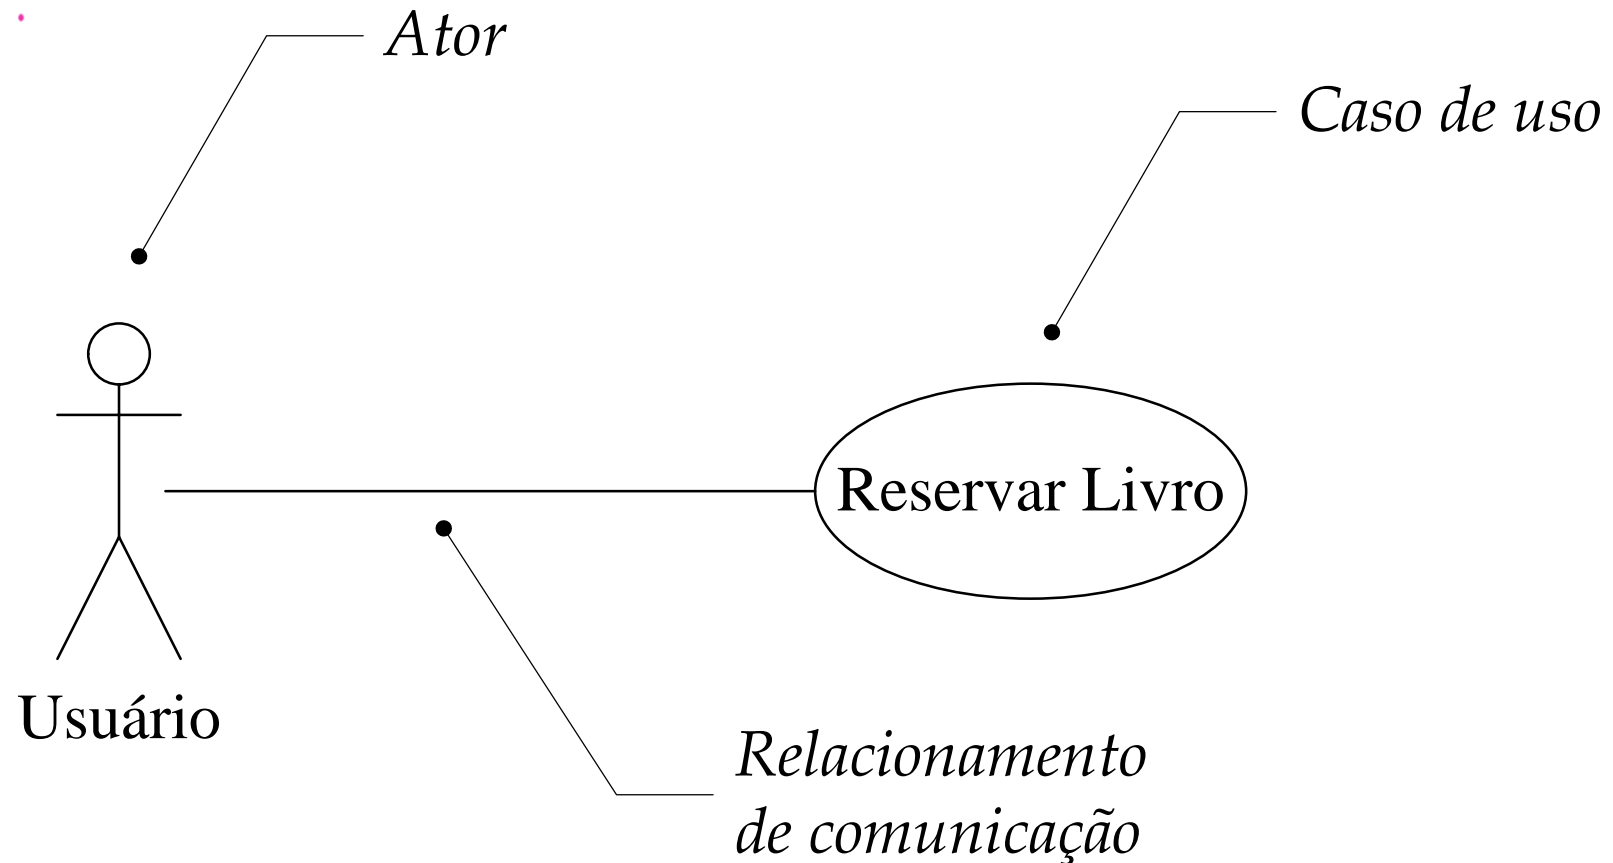 Ator
Caso de uso
Reservar Livro
Usuário
Relacionamento
de comunicação